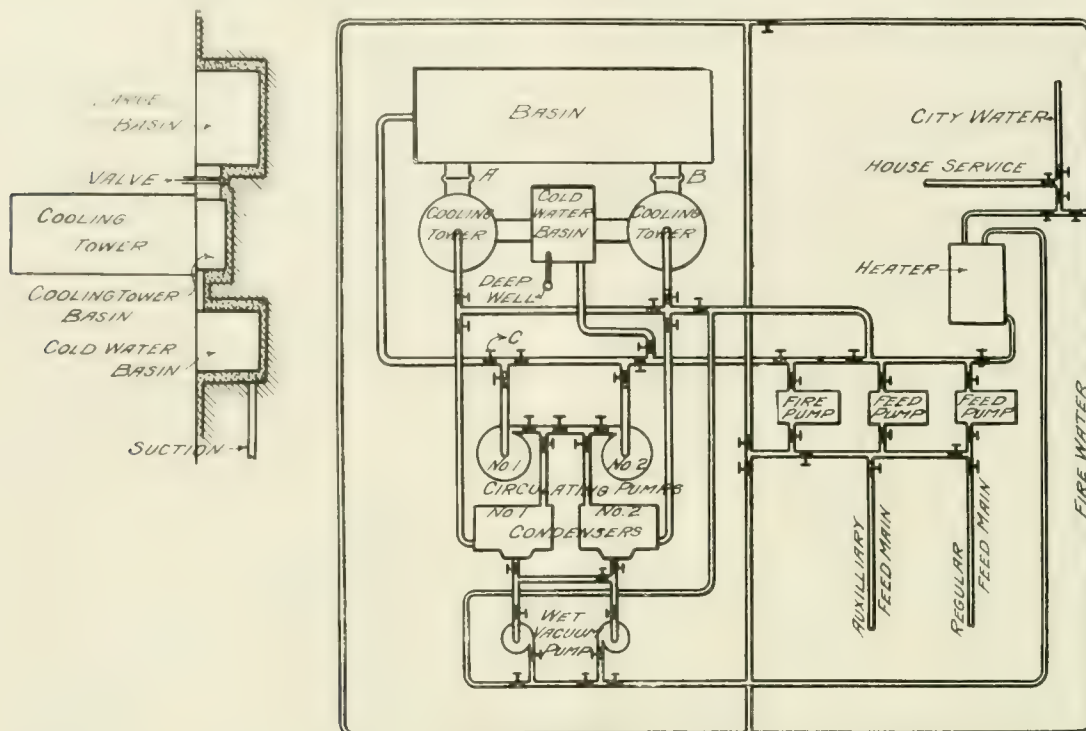 BASIN
VALVE
COOLING
TOWER
COOLING TOWER
BASIN
COLD WATER
BASIN
SUCTION
BASIN
A
B
COOLING
TOWER
COLD
WATER
BASIN
COOLING
TOWER
DEEP
WELL
C
No 1
No 2
CIRCULATING PUMPS
No. 1
No. 2
CONDENSERS
WET
VACUUM
PUMP
CITY WATER
HOUSE SERVICE
HEATER
FIRE
PUMP
FEED
PUMP
FEED
PUMP
AUXILLIARY
FEED MAIN
REGULAR
FEED MAIN
FIRE WATER